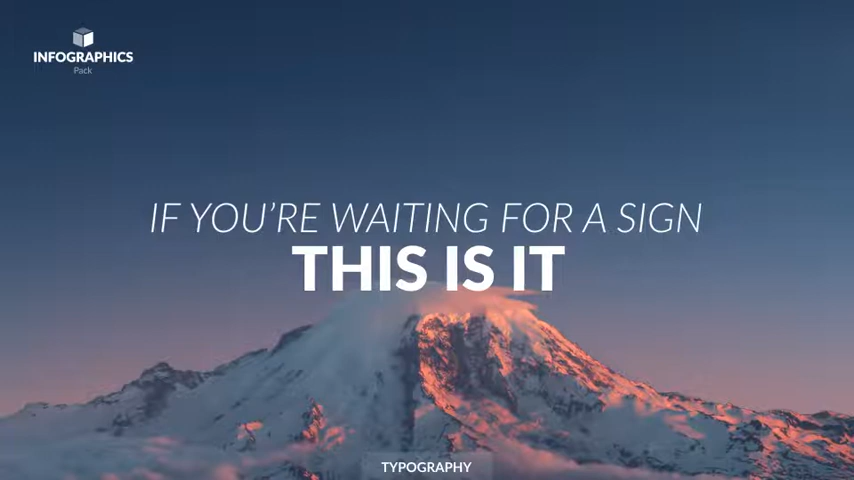 INFOGRAPHICS
Pack
IF YOU'RE WAITING FOR A SIGN
THIS IS IT
TYPOGRAPHY